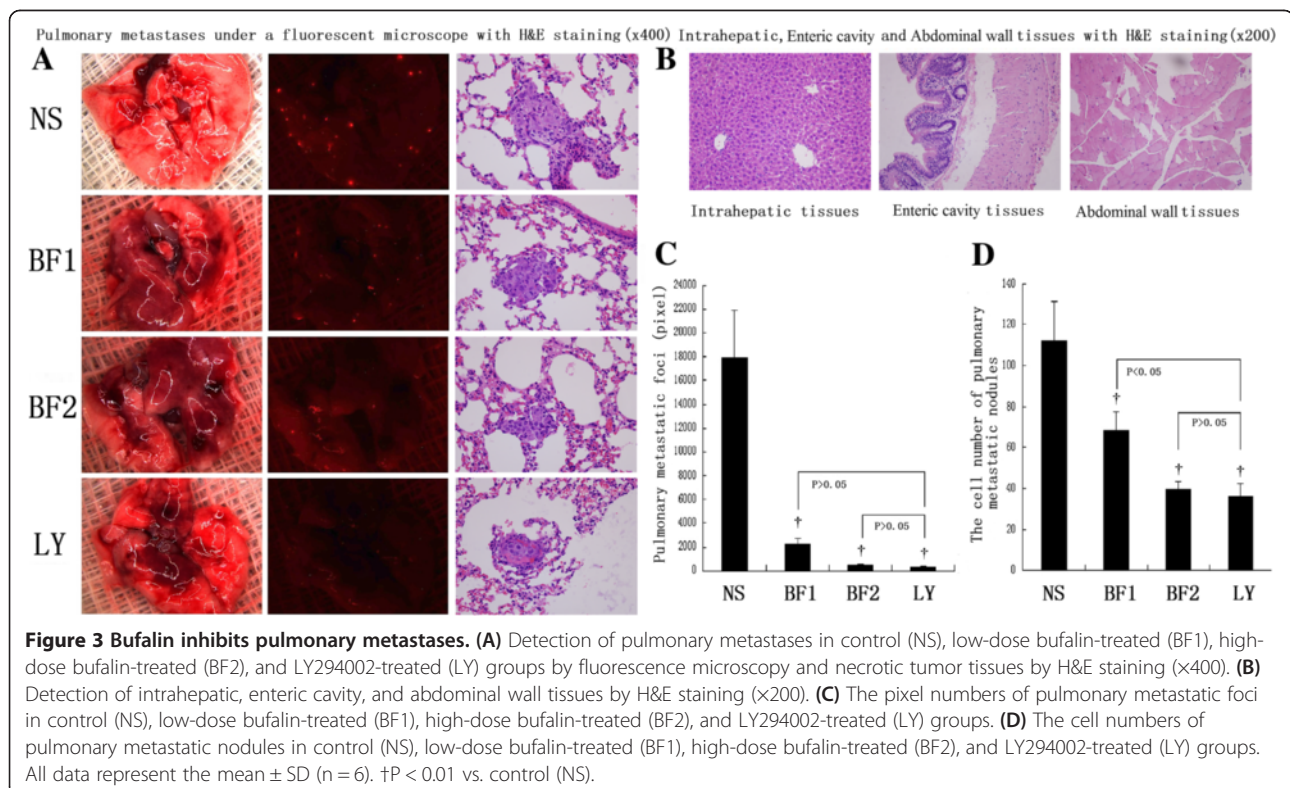 Pulmonary metastases under a fluorescent microscope with H&E staining(x400) Intrahepatic, Enteric cavity and Abdominal wall tissues with H&E staining(x200)
A
NS
BF1
BF2
LY
B
Intrahepatic tissues
Enteric cavity tissues
Abdominal wall tissues
C
Pulmonary metastatic foci (pixel)
24000
22000
20000
18000
16000
14000
12000
10000
8000
6000
4000
2000
0
P>0.05
P>0.05
†
†
†
NS BF1 BF2 LY
D
The cell number of pulmonary
metastatic nodules
140
120
100
80
60
40
20
0
P<0.05
P>0.05
†
†
†
NS BF1 BF2 LY
Figure 3 Bufalin inhibits pulmonary metastases. (A) Detection of pulmonary metastases in control (NS), low-dose bufalin-treated (BF1), high-
dose bufalin-treated (BF2), and LY294002-treated (LY) groups by fluorescence microscopy and necrotic tumor tissues by H&E staining (×400). (B)
Detection of intrahepatic, enteric cavity, and abdominal wall tissues by H&E staining (×200). (C) The pixel numbers of pulmonary metastatic foci
in control (NS), low-dose bufalin-treated (BF1), high-dose bufalin-treated (BF2), and LY294002-treated (LY) groups. (D) The cell numbers of
pulmonary metastatic nodules in control (NS), low-dose bufalin-treated (BF1), high-dose bufalin-treated (BF2), and LY294002-treated (LY) groups.
All data represent the mean ± SD (n = 6). †P < 0.01 vs. control (NS).